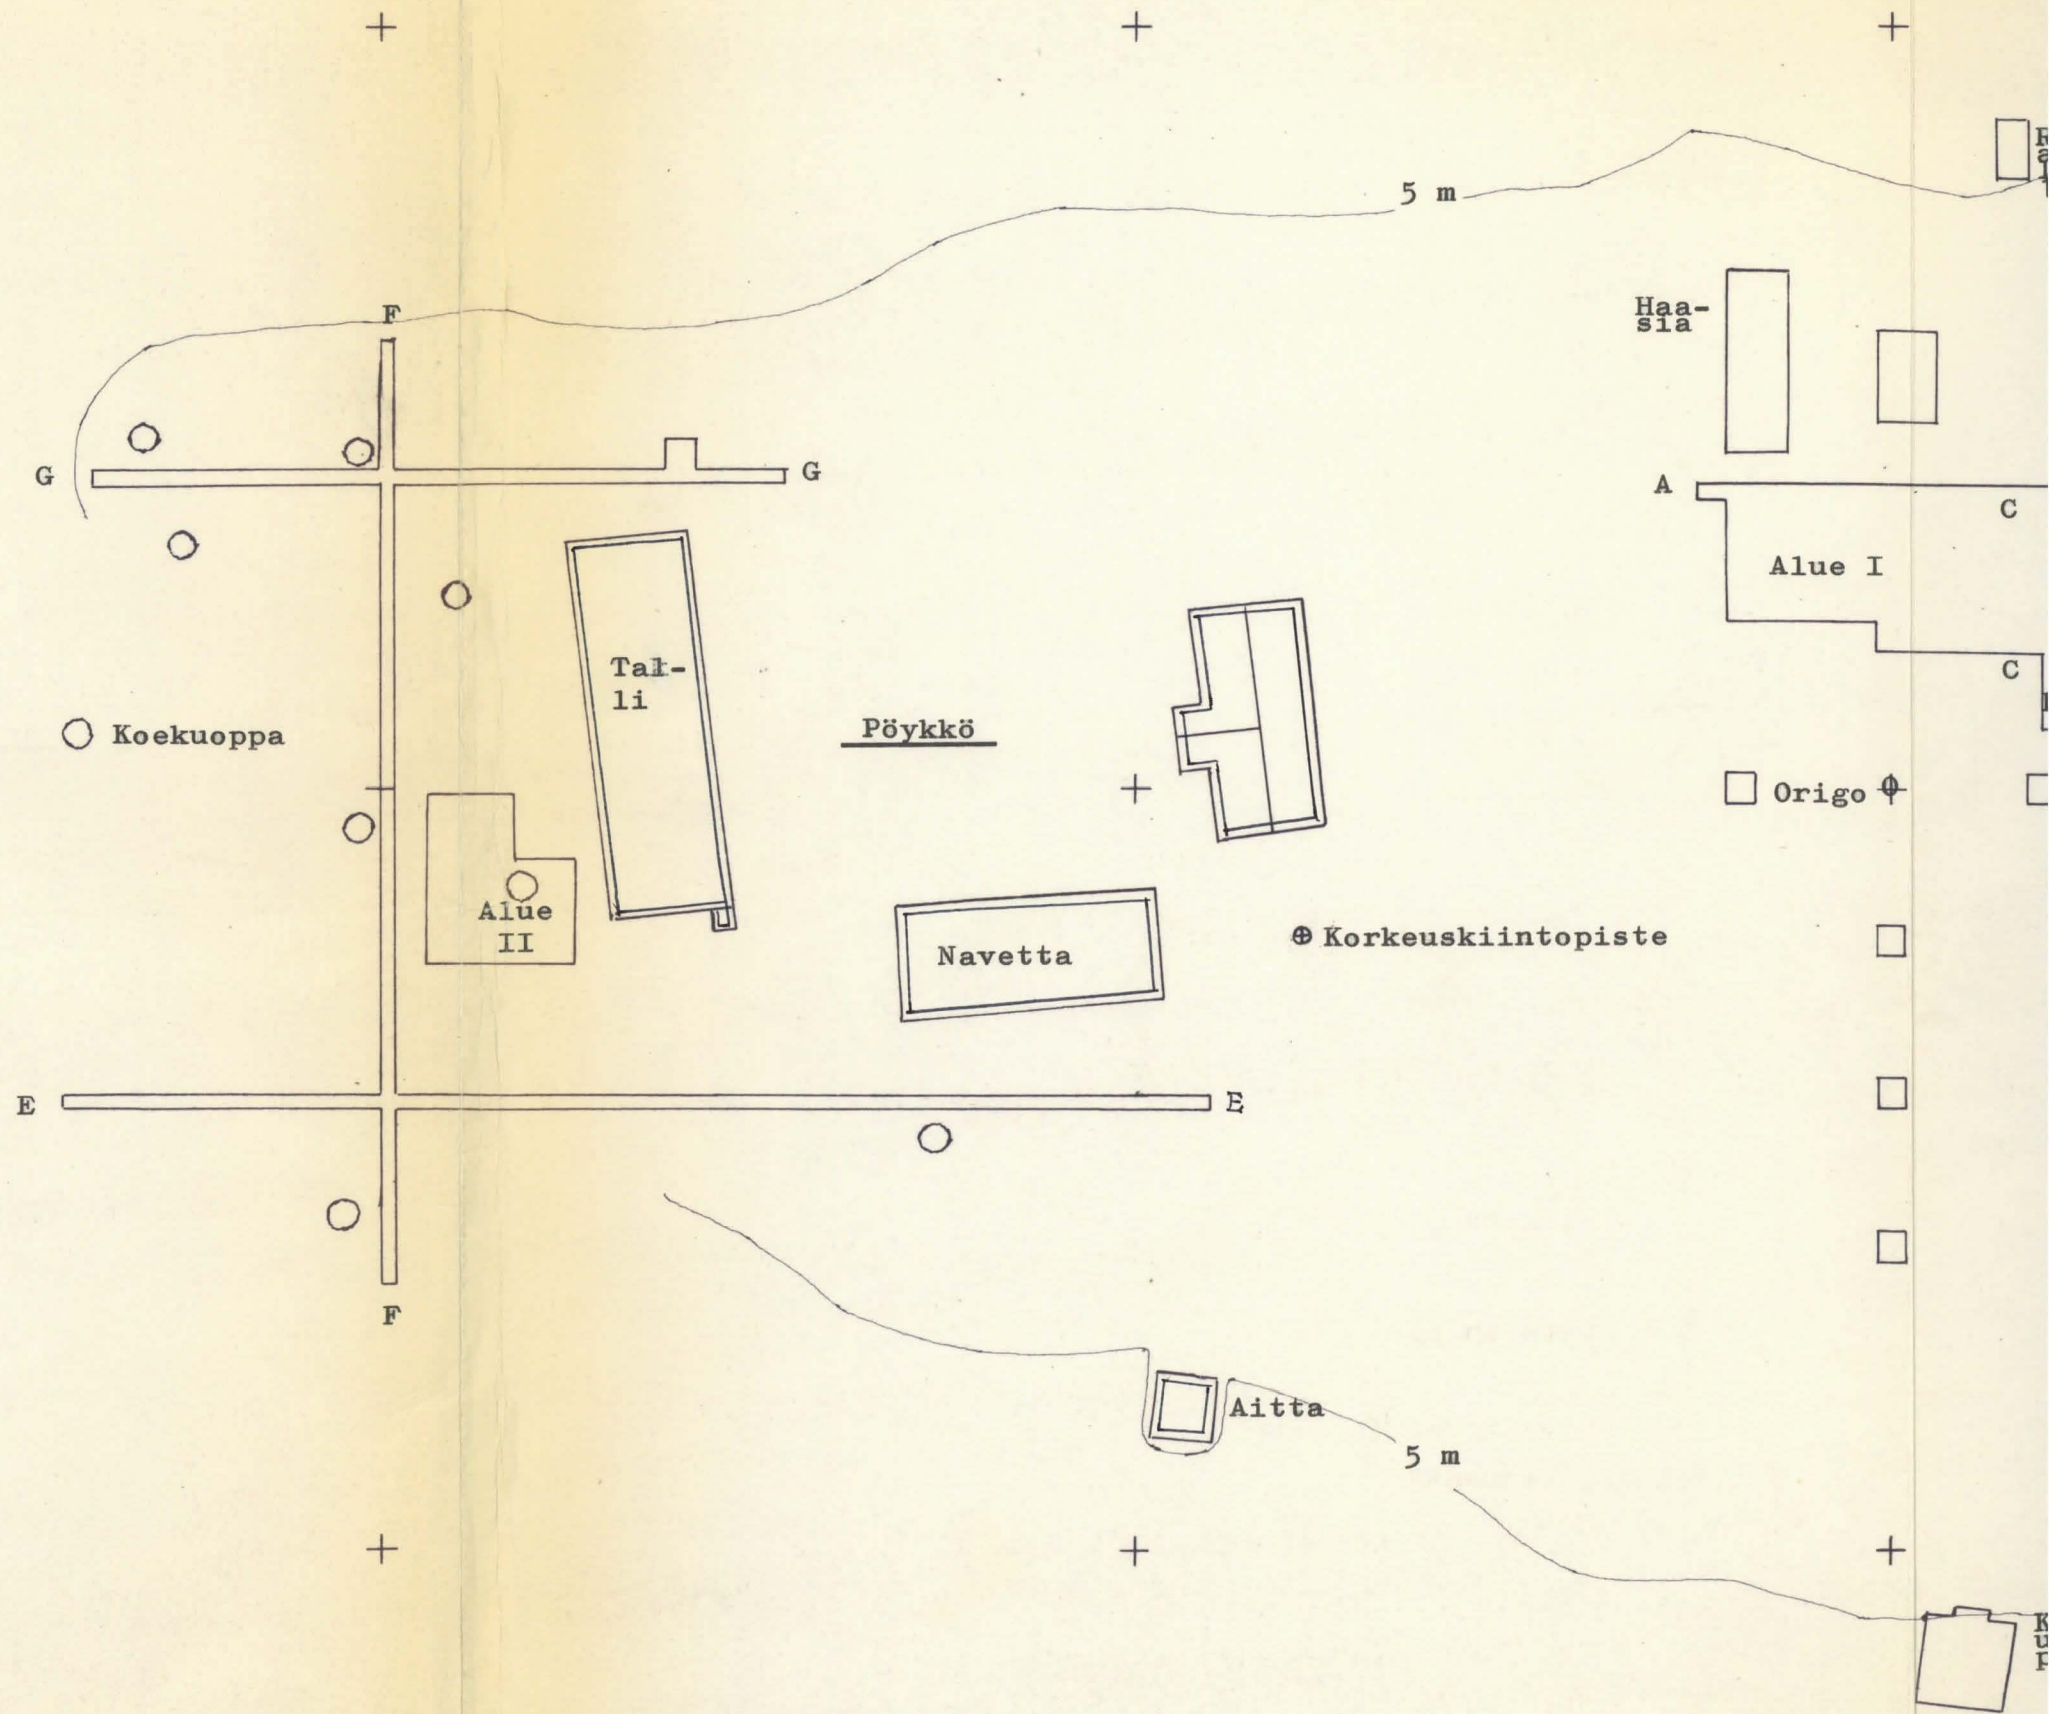 5 m
F
Haa-
sia
G
G
A
C
Alue I
Tal-
li
C
Pöykkö
Koekuoppa
Origo
Alue
II
Korkeuskiintopiste
Navetta
E
E
F
Aitta
5 m